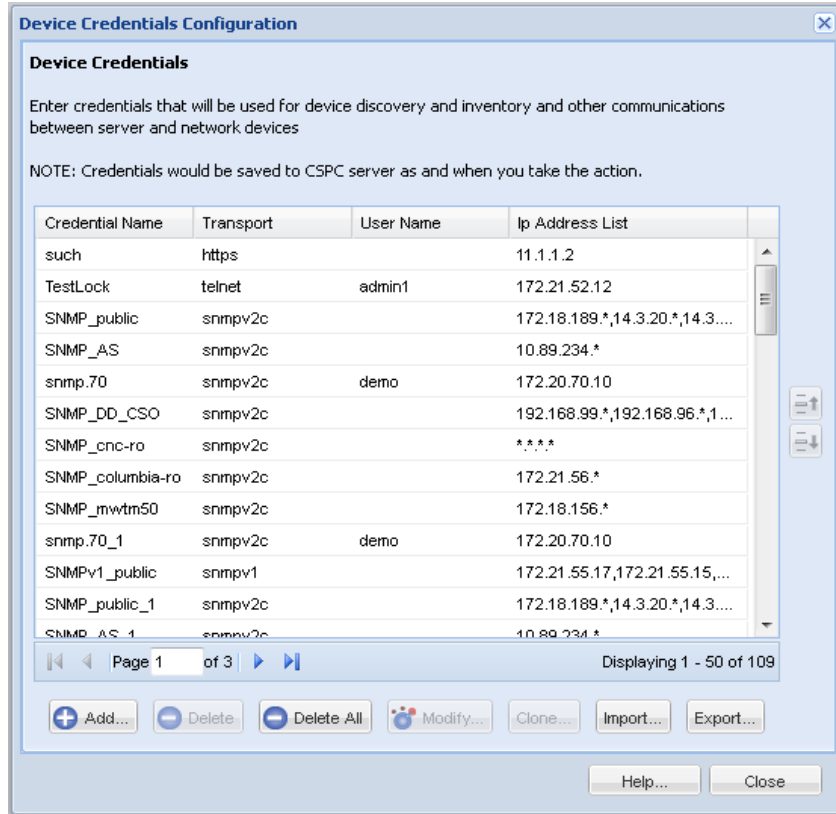 Device Credentials Configuration
Device Credentials
Enter credentials that will be used for device discovery and inventory and other communications
between server and network devices
NOTE: Credentials would be saved to CSPC server as and when you take the action.
Credential Name Transport User Name Ip Address List
such https 11.1.1.2
TestLock telnet admin1 172.21.52.12
SNMP_public snmpv2c 172.18.189.*,14.3.20.*,14.3....
SNMP_AS snmpv2c 10.89.234.*
snmp.70 snmpv2c demo 172.20.70.10
SNMP_DD_CSO snmpv2c 192.168.99.*,192.168.96.*,1...
SNMP_cnc-ro snmpv2c *.*.*.*
SNMP_columbia-ro snmpv2c 172.21.56.*
SNMP_mwtm50 snmpv2c 172.18.156.*
snmp.70_1 snmpv2c demo 172.20.70.10
SNMPv1_public snmpv1 172.21.55.17,172.21.55.15,...
SNMP_public_1 snmpv2c 172.18.189.*,14.3.20.*,14.3....
SNMP_AS_1 snmpv2c 10.89.234.*
Page 1 of 3 Displaying 1 - 50 of 109
Add... Delete Delete All Modify... Clone... Import... Export...
Help... Close